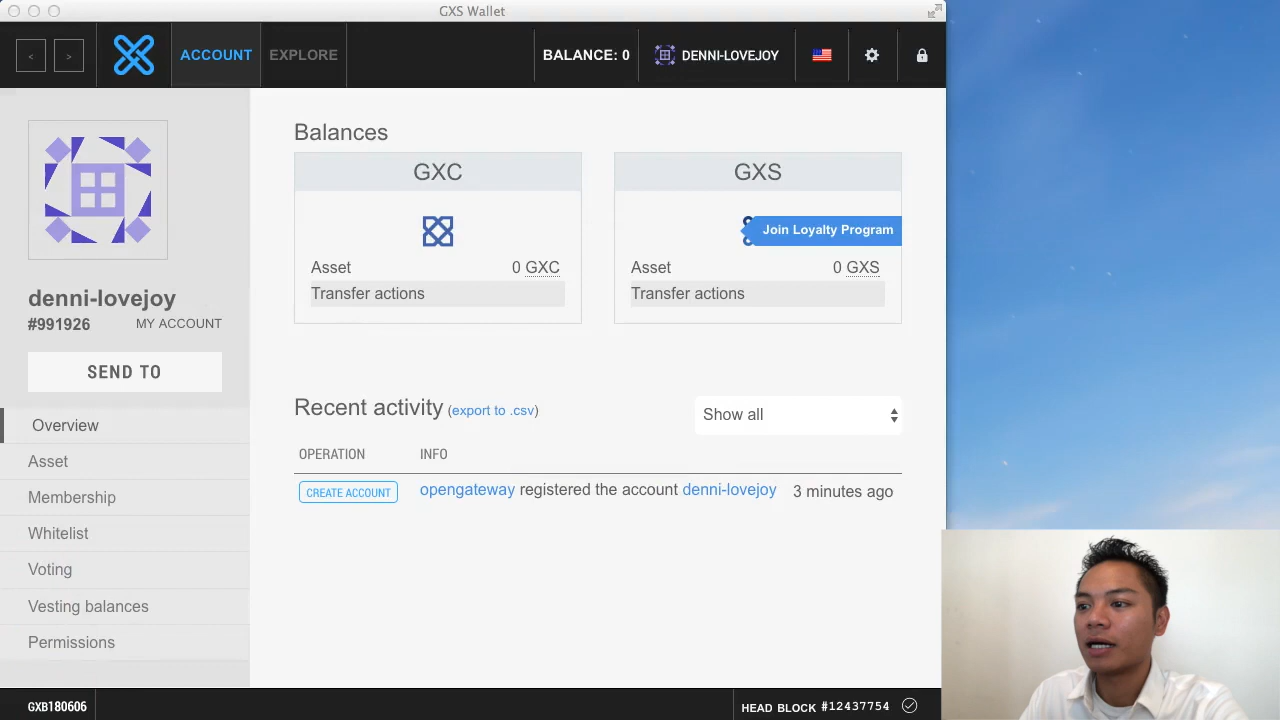 GXS Wallet
< > ACCOUNT EXPLORE BALANCE: 0 DENNI-LOVEJOY
denni-lovejoy
#991926 MY ACCOUNT
SEND TO
Overview
Asset
Membership
Whitelist
Voting
Vesting balances
Permissions
Balances
GXC
Asset 0 GXC
Transfer actions
GXS
Join Loyalty Program
Asset 0 GXS
Transfer actions
Recent activity (export to .csv) Show all
OPERATION INFO
CREATE ACCOUNT opengateway registered the account denni-lovejoy 3 minutes ago
GXB180606 HEAD BLOCK #12437754